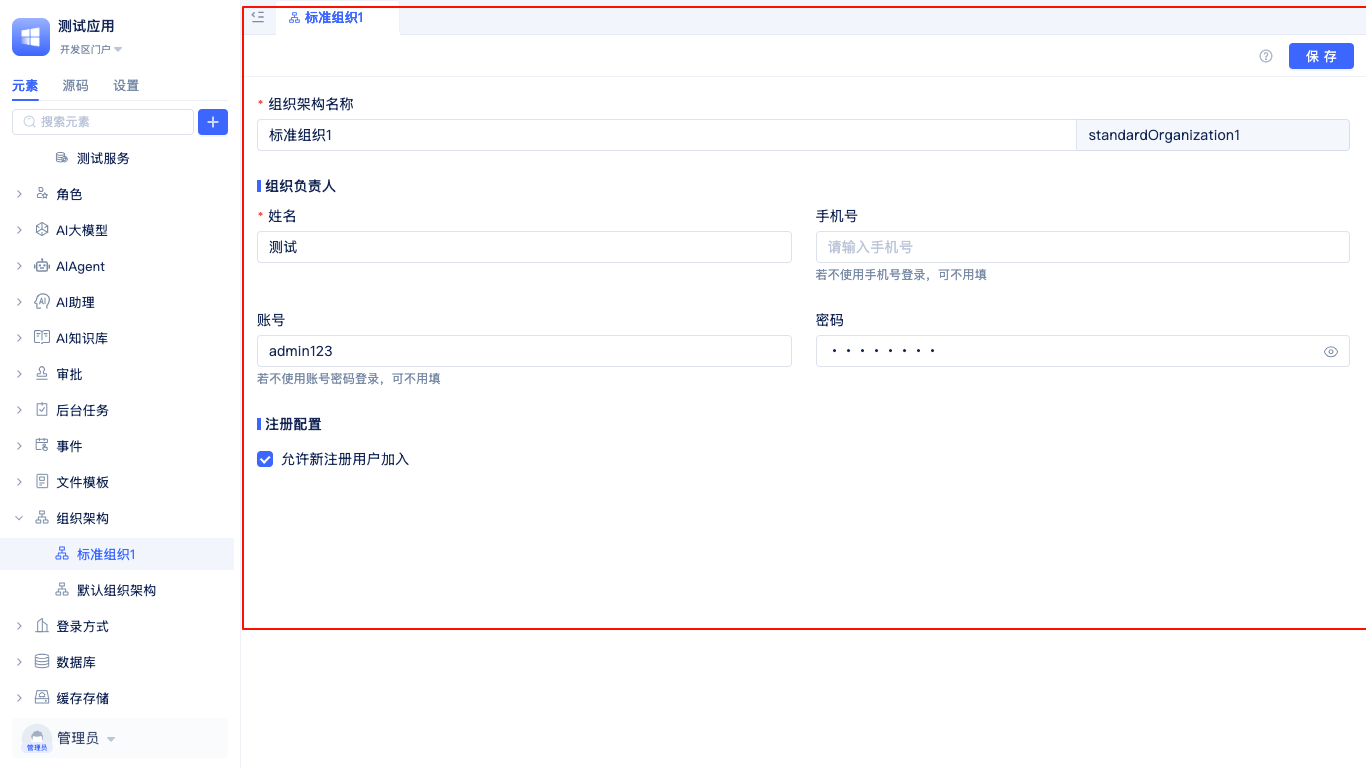 测试应用
开发区门户
元素 源码 设置
搜索元素
测试服务
角色
AI大模型
AIAgent
AI助理
AI知识库
审批
后台任务
事件
文件模板
组织架构
标准组织1
默认组织架构
登录方式
数据库
缓存存储
管理员
管理员
标准组织1
保 存
* 组织架构名称
标准组织1 standardOrganization1
组织负责人
* 姓名 手机号
测试 请输入手机号
若不使用手机号登录，可不用填
账号 密码
admin123 ••••••••
若不使用账号密码登录，可不用填
注册配置
允许新注册用户加入